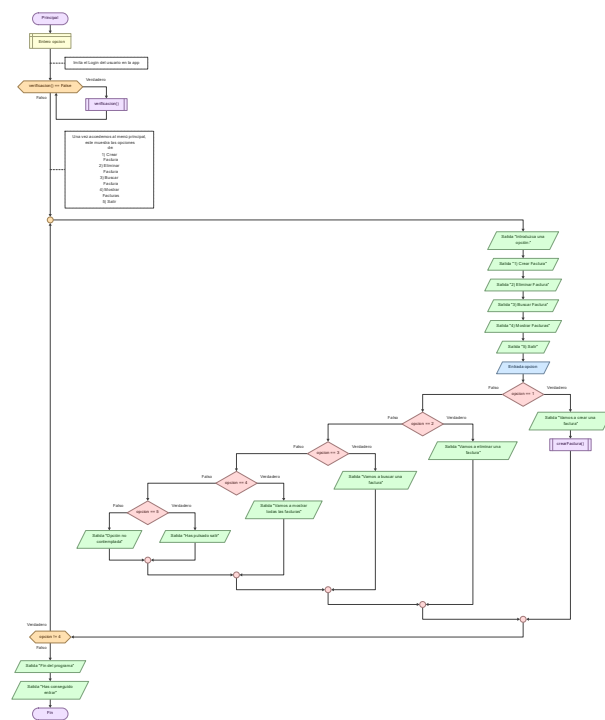 Principal
Entero opcion
Inicio el Login del usuario en la app
verificacion() == False
Verdadero
Falso
verificacion()
Una vez accedemos al menú principal,
este muestra las opciones
de
1) Crear
Factura
2) Eliminar
Factura
3) Buscar
Factura
4) Mostrar
Facturas
5) Salir
Salida "Introduzca una
opción."
Salida "1) Crear Factura"
Salida "2) Eliminar Factura"
Salida "3) Buscar Factura"
Salida "4) Mostrar Facturas"
Salida "5) Salir"
Entrada opcion
Falso
opcion == 1
Verdadero
Salida "Vamos a crear una
factura"
crearFactura()
Falso
opcion == 2
Verdadero
Salida "Vamos a eliminar una
factura"
Falso
opcion == 3
Verdadero
Salida "Vamos a buscar una
factura"
Falso
opcion == 4
Verdadero
Salida "Vamos a mostrar
todas las facturas"
Falso
opcion == 5
Verdadero
Salida "Opción no
contemplada"
Salida "Has pulsado salir"
Verdadero
Falso
Salida "Fin del programa"
Salida "Has conseguido
entrar"
Fin